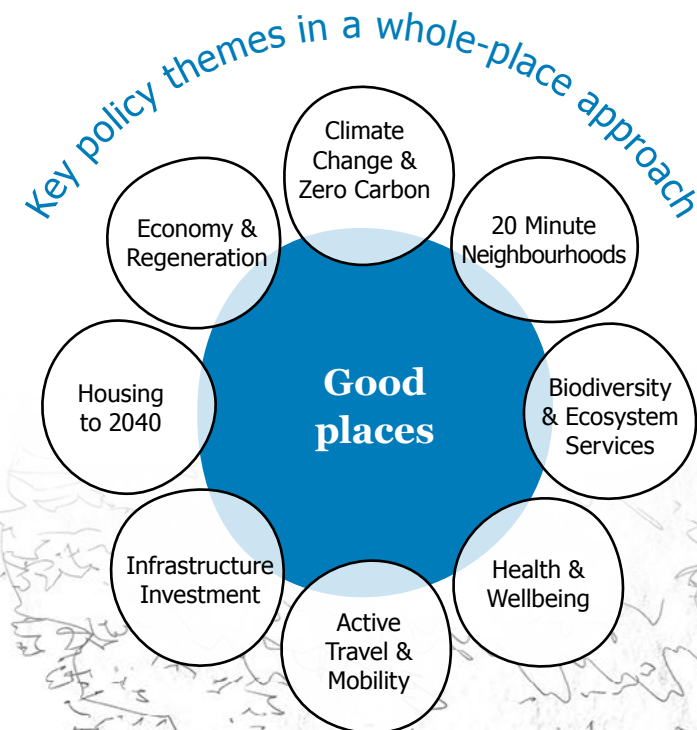 Key policy themes in a whole-place approach
Climate
Change &
Zero Carbon
20 Minute
Neighbourhoods
Biodiversity
& Ecosystem
Services
Health &
Wellbeing
Active
Travel &
Mobility
Infrastructure
Investment
Housing
to 2040
Economy &
Regeneration
Good
places